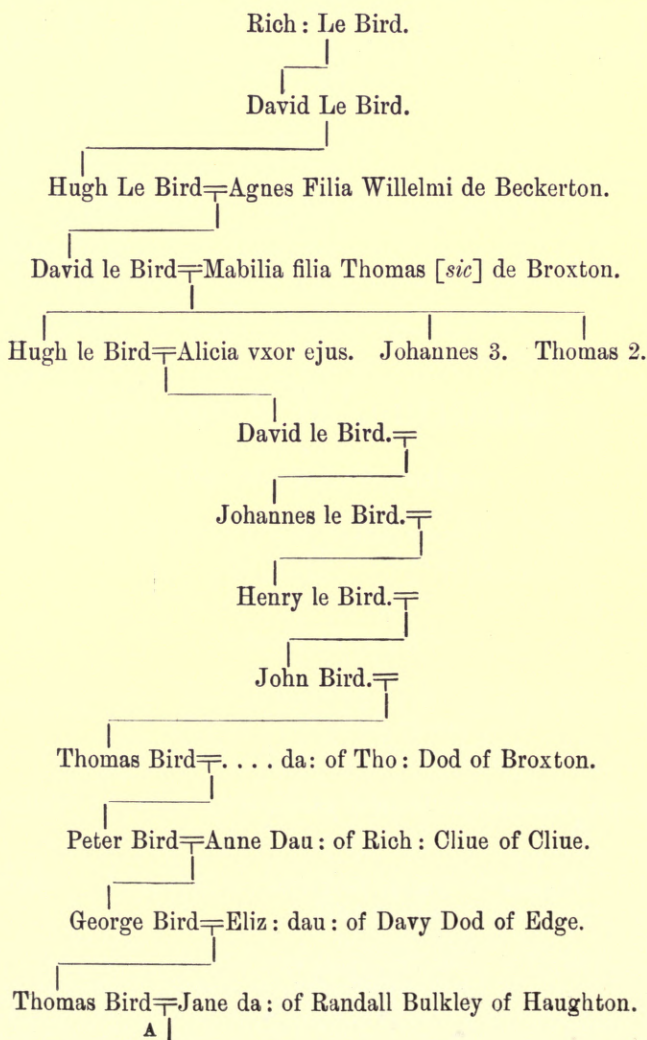 Rich : Le Bird.
David Le Bird.
Hugh Le Bird=Agnes Filia Willelmi de Beckerton.
David le Bird=Mabilia filia Thomas [sic] de Broxton.
Hugh le Bird=Alicia vxor ejus. Johannes 3. Thomas 2.
David le Bird.=
Johannes le Bird.=
Henry le Bird.=
John Bird.=
Thomas Bird=. . . . da: of Tho: Dod of Broxton.
Peter Bird=Anne Dau: of Rich: Cliue of Cliue.
George Bird=Eliz: dau: of Davy Dod of Edge.
Thomas Bird=Jane da: of Randall Bulkley of Haughton.
A